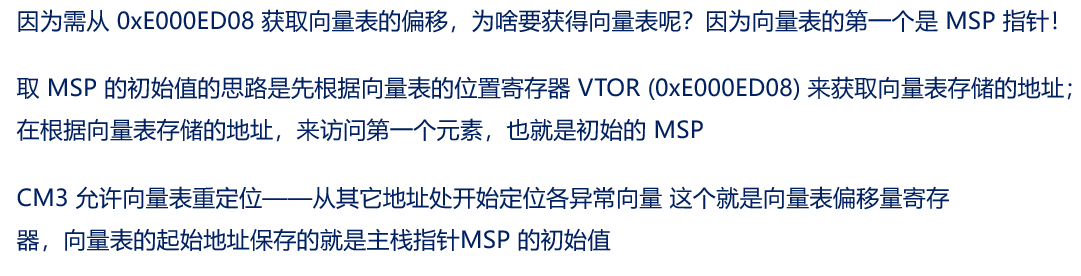 因为需从 0xE000ED08 获取向量表的偏移，为啥要获得向量表呢？因为向量表的第一个是 MSP 指针！
取 MSP 的初始值的思路是先根据向量表的位置寄存器 VTOR (0xE000ED08) 来获取向量表存储的地址；
在根据向量表存储的地址，来访问第一个元素，也就是初始的 MSP
CM3 允许向量表重定位——从其它地址处开始定位各异常向量 这个就是向量表偏移量寄存
器，向量表的起始地址保存的就是主栈指针MSP 的初始值